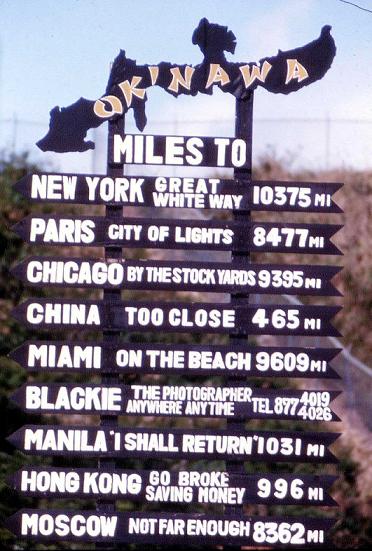 OKINAWA
MILES TO
NEW YORK GREAT WHITE WAY 10375 MI
PARIS CITY OF LIGHTS 8477 MI
CHICAGO BY THE STOCK YARDS 9395 MI
CHINA TOO CLOSE 465 MI
MIAMI ON THE BEACH 9609 MI
BLACKIE THE PHOTOGRAPHER ANYWHERE ANYTIME TEL 877 4019 4026
MANILA "I SHALL RETURN" 1031 MI
HONG KONG GO BROKE SAVING MONEY 996 MI
MOSCOW NOT FAR ENOUGH 8362 MI